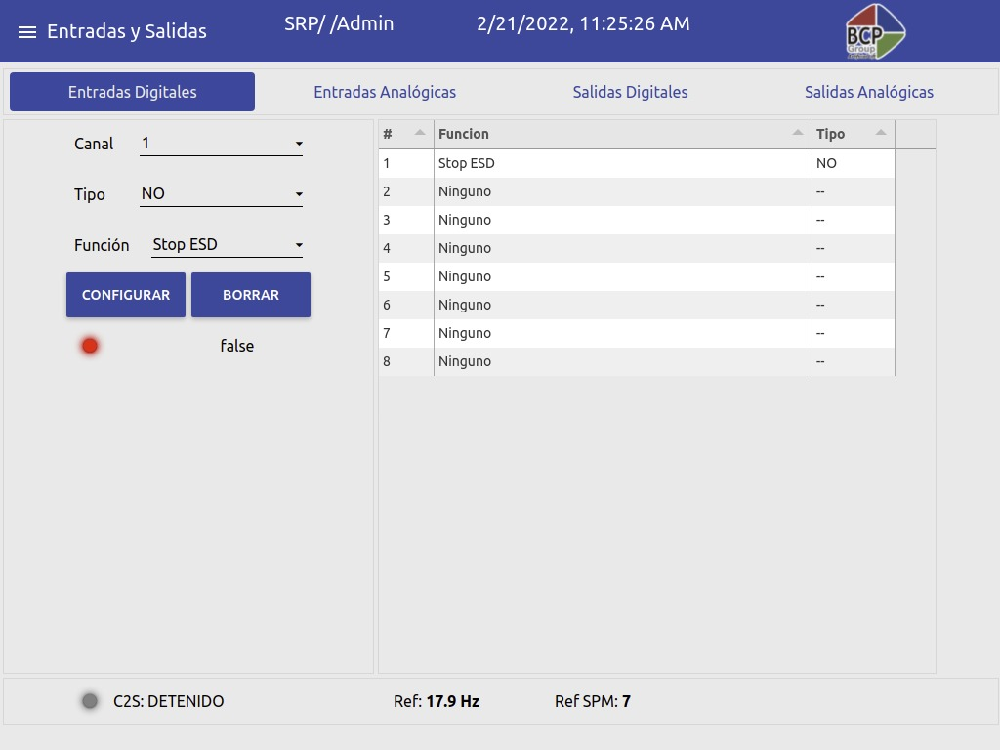 Entradas y Salidas
SRP/ /Admin
2/21/2022, 11:25:26 AM
BCP
Group
Entradas Digitales
Entradas Analógicas
Salidas Digitales
Salidas Analógicas
Canal 1
Tipo NO
Función Stop ESD
CONFIGURAR BORRAR
false
# Funcion Tipo
1 Stop ESD NO
2 Ninguno --
3 Ninguno --
4 Ninguno --
5 Ninguno --
6 Ninguno --
7 Ninguno --
8 Ninguno --
C2S: DETENIDO Ref: 17.9 Hz Ref SPM: 7